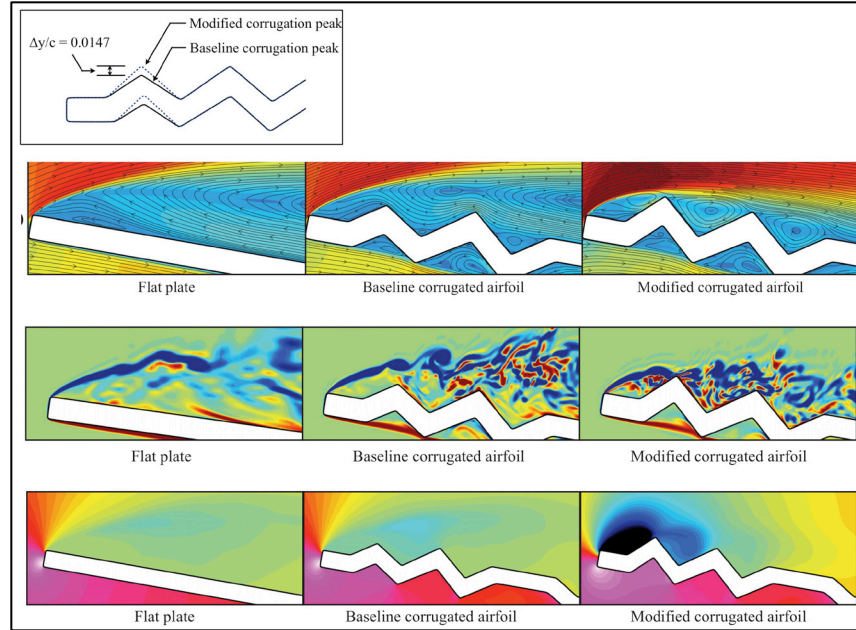 Modified corrugation peak
Δy/c = 0.0147
Baseline corrugation peak
Flat plate
Baseline corrugated airfoil
Modified corrugated airfoil
Flat plate
Baseline corrugated airfoil
Modified corrugated airfoil
Flat plate
Baseline corrugated airfoil
Modified corrugated airfoil